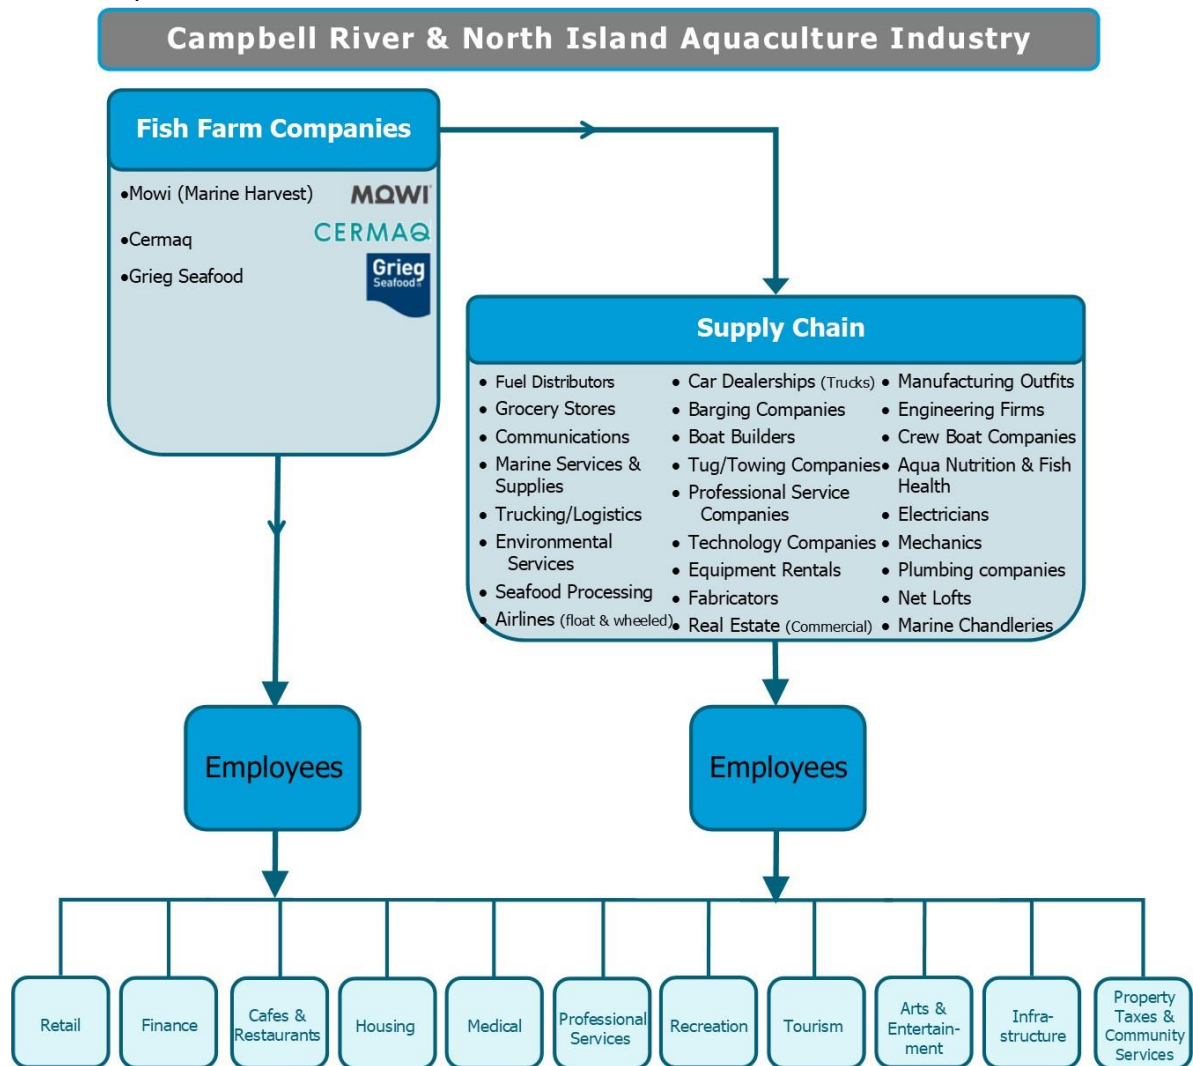 Campbell River & North Island Aquaculture Industry
Fish Farm Companies
•Mowi (Marine Harvest)
MOWI
•Cermaq
CERMAQ
•Grieg Seafood
Grieg
Seafood
Supply Chain
• Fuel Distributors
• Grocery Stores
• Communications
• Marine Services &
Supplies
• Trucking/Logistics
• Environmental
Services
• Seafood Processing
• Airlines (float & wheeled)
• Car Dealerships (Trucks)
• Barging Companies
• Boat Builders
• Tug/Towing Companies
• Professional Service
Companies
• Technology Companies
• Equipment Rentals
• Fabricators
• Real Estate (Commercial)
• Manufacturing Outfits
• Engineering Firms
• Crew Boat Companies
• Aqua Nutrition & Fish
Health
• Electricians
• Mechanics
• Plumbing companies
• Net Lofts
• Marine Chandleries
Employees
Employees
Retail
Finance
Cafes &
Restaurants
Housing
Medical
Professional
Services
Recreation
Tourism
Arts &
Entertain-
ment
Infra-
structure
Property
Taxes &
Community
Services